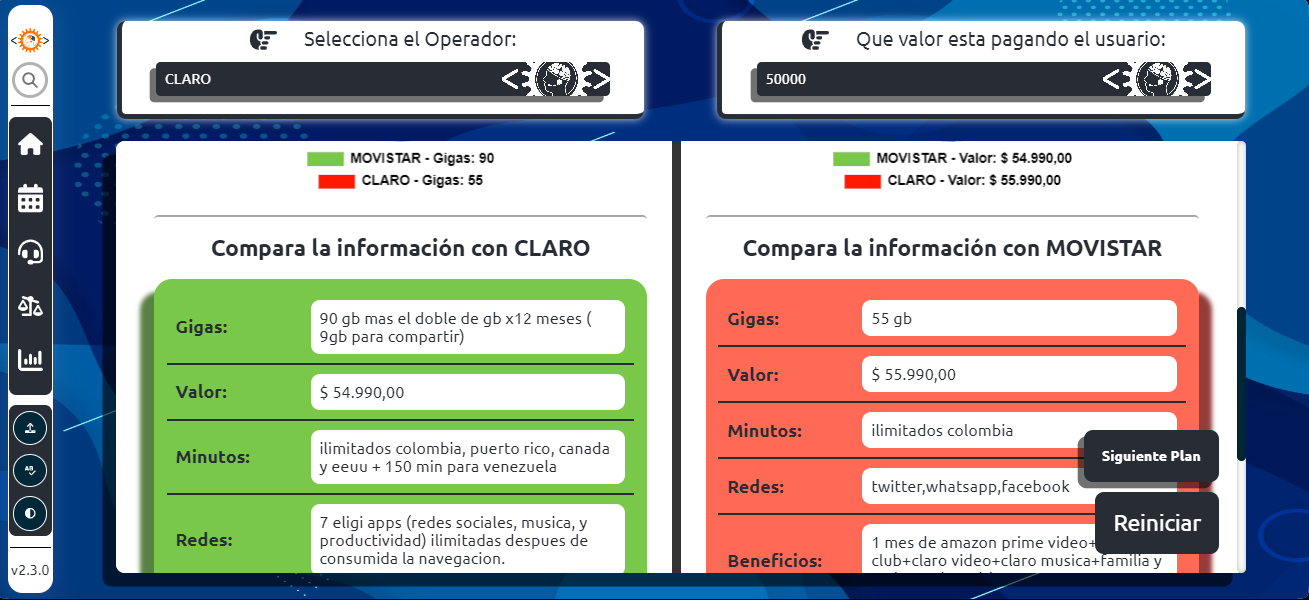 Selecciona el Operador:
CLARO
Que valor esta pagando el usuario:
50000
MOVISTAR - Gigas: 90
CLARO - Gigas: 55
MOVISTAR - Valor: $ 54.990,00
CLARO - Valor: $ 55.990,00
Compara la información con CLARO
Gigas:
90 gb mas el doble de gb x12 meses (
9gb para compartir)
Valor:
$ 54.990,00
Minutos:
ilimitados colombia, puerto rico, canada
y eeuu + 150 min para venezuela
Redes:
7 eligi apps (redes sociales, musica, y
productividad) ilimitadas despues de
consumida la navegacion.
Compara la información con MOVISTAR
Gigas:
55 gb
Valor:
$ 55.990,00
Minutos:
ilimitados colombia
Redes:
twitter,whatsapp,facebook
Beneficios:
1 mes de amazon prime video+
club+claro video+claro musica+familia y
Siguiente Plan
Reiniciar
v2.3.0